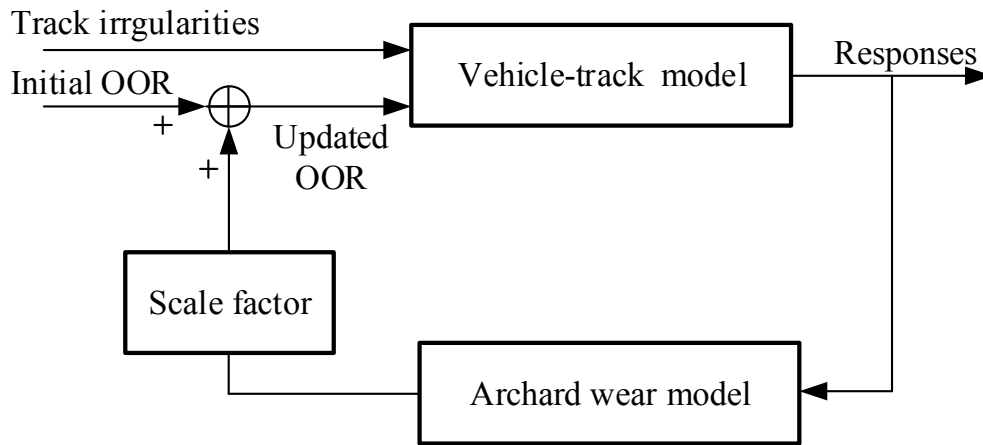 Track irrgularities
Initial OOR
+
+
Updated
OOR
Vehicle-track model
Responses
Scale factor
Archard wear model